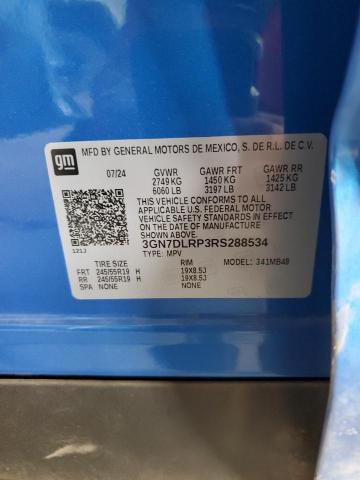 gm
MFD BY GENERAL MOTORS DE MEXICO, S. DE R.L. DE C.V.
07/24 GVWR GAWR FRT GAWR RR
2749 KG 1450 KG 1425 KG
6060 LB 3197 LB 3142 LB
THIS VEHICLE CONFORMS TO ALL APPLICABLE
U.S. FEDERAL MOTOR VEHICLE
SAFETY STANDARDS IN EFFECT
ON THE DATE OF MANUFACTURE
SHOWN ABOVE.
121J
3GN7DLRP3RS288534
TYPE: MPV
TIRE SIZE RIM MODEL: 341MB48
FRT 245/55R19 H 19X8.5J
RR 245/55R19 H 19X8.5J
SPA NONE NONE